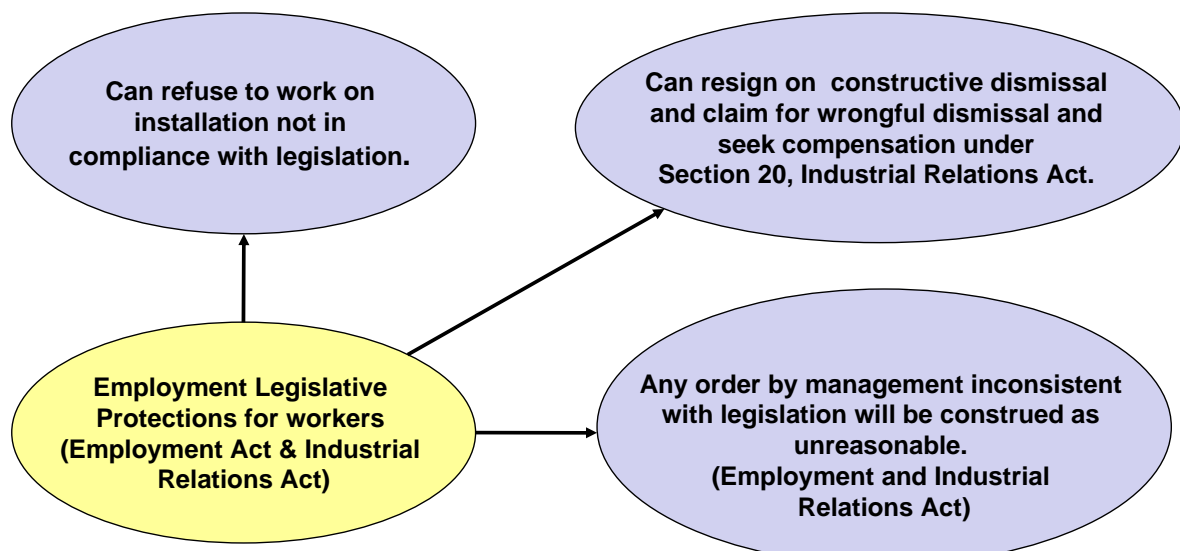 Can refuse to work on
installation not in
compliance with legislation.
Can resign on constructive dismissal
and claim for wrongful dismissal and
seek compensation under
Section 20, Industrial Relations Act.
Employment Legislative
Protections for workers
(Employment Act & Industrial
Relations Act)
Any order by management inconsistent
with legislation will be construed as
unreasonable.
(Employment and Industrial
Relations Act)